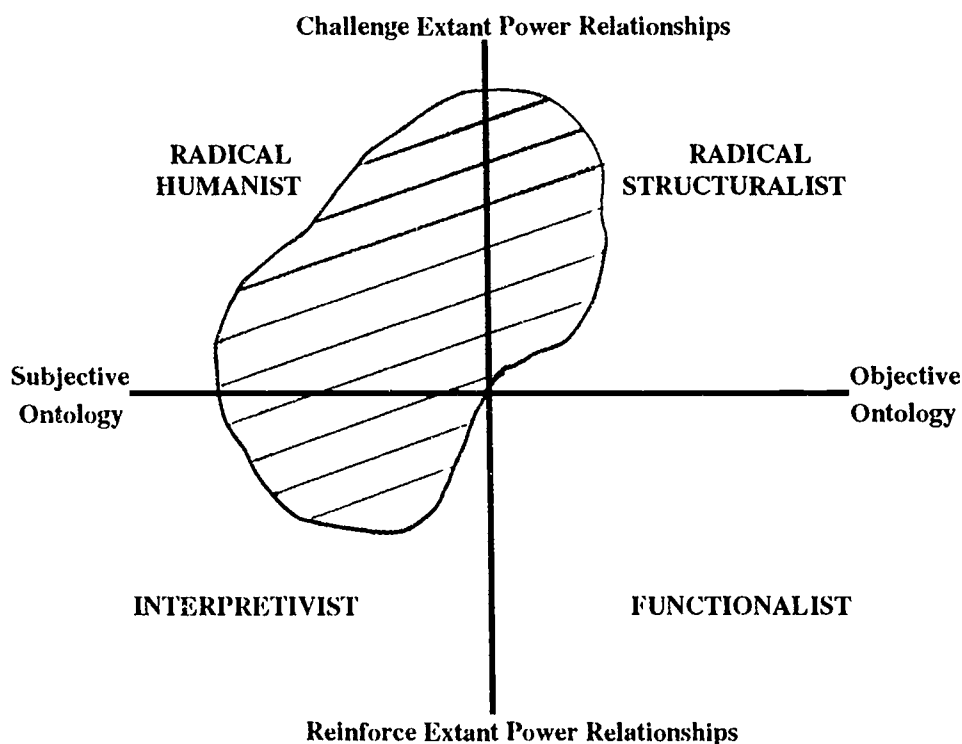 Challenge Extant Power Relationships
RADICAL
HUMANIST
RADICAL
STRUCTURALIST
Subjective
Ontology
Objective
Ontology
INTERPRETIVIST
FUNCTIONALIST
Reinforce Extant Power Relationships